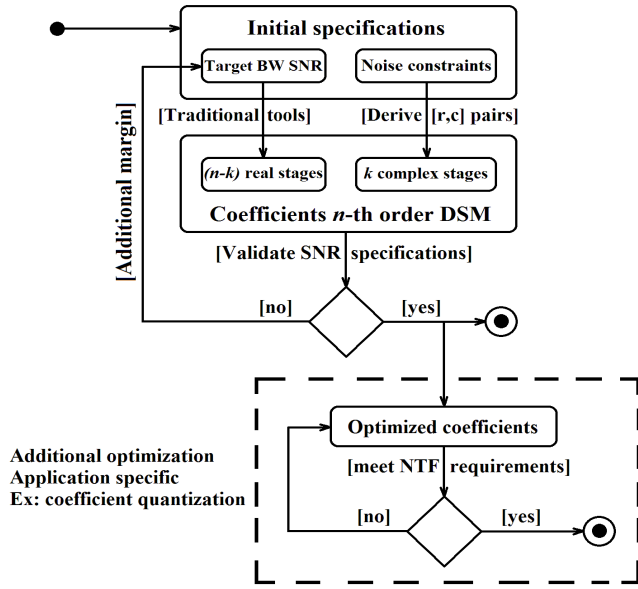 Initial specifications
Target BW SNR
Noise constraints
[Traditional tools]
[Derive [r,c] pairs]
[Additional margin]
(n-k) real stages
k complex stages
Coefficients n-th order DSM
[Validate SNR specifications]
[no]
[yes]
Optimized coefficients
[meet NTF requirements]
Additional optimization
Application specific
Ex: coefficient quantization
[no]
[yes]